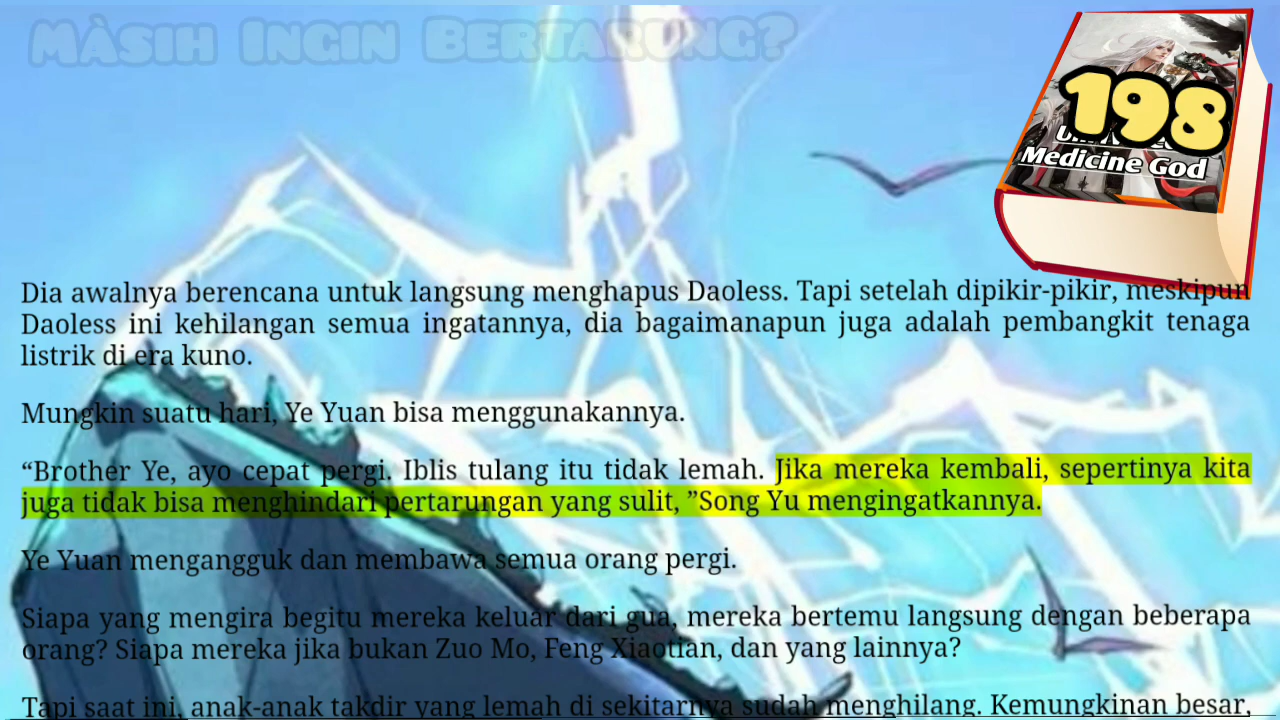 Màsih Ingin Bertarung?
198
Medicine God
Dia awalnya berencana untuk langsung menghapus Daoless. Tapi setelah dipikir-pikir, meskipun
Daoless ini kehilangan semua ingatannya, dia bagaimanapun juga adalah pembangkit tenaga
listrik di era kuno.
Mungkin suatu hari, Ye Yuan bisa menggunakannya.
“Brother Ye, ayo cepat pergi. Iblis tulang itu tidak lemah. Jika mereka kembali, sepertinya kita
juga tidak bisa menghindari pertarungan yang sulit, ”Song Yu mengingatkannya.
Ye Yuan mengangguk dan membawa semua orang pergi.
Siapa yang mengira begitu mereka keluar dari gua, mereka bertemu langsung dengan beberapa
orang? Siapa mereka jika bukan Zuo Mo, Feng Xiaotian, dan yang lainnya?
Tapi saat ini, anak-anak takdir yang lemah di sekitarnya sudah menghilang. Kemungkinan besar,